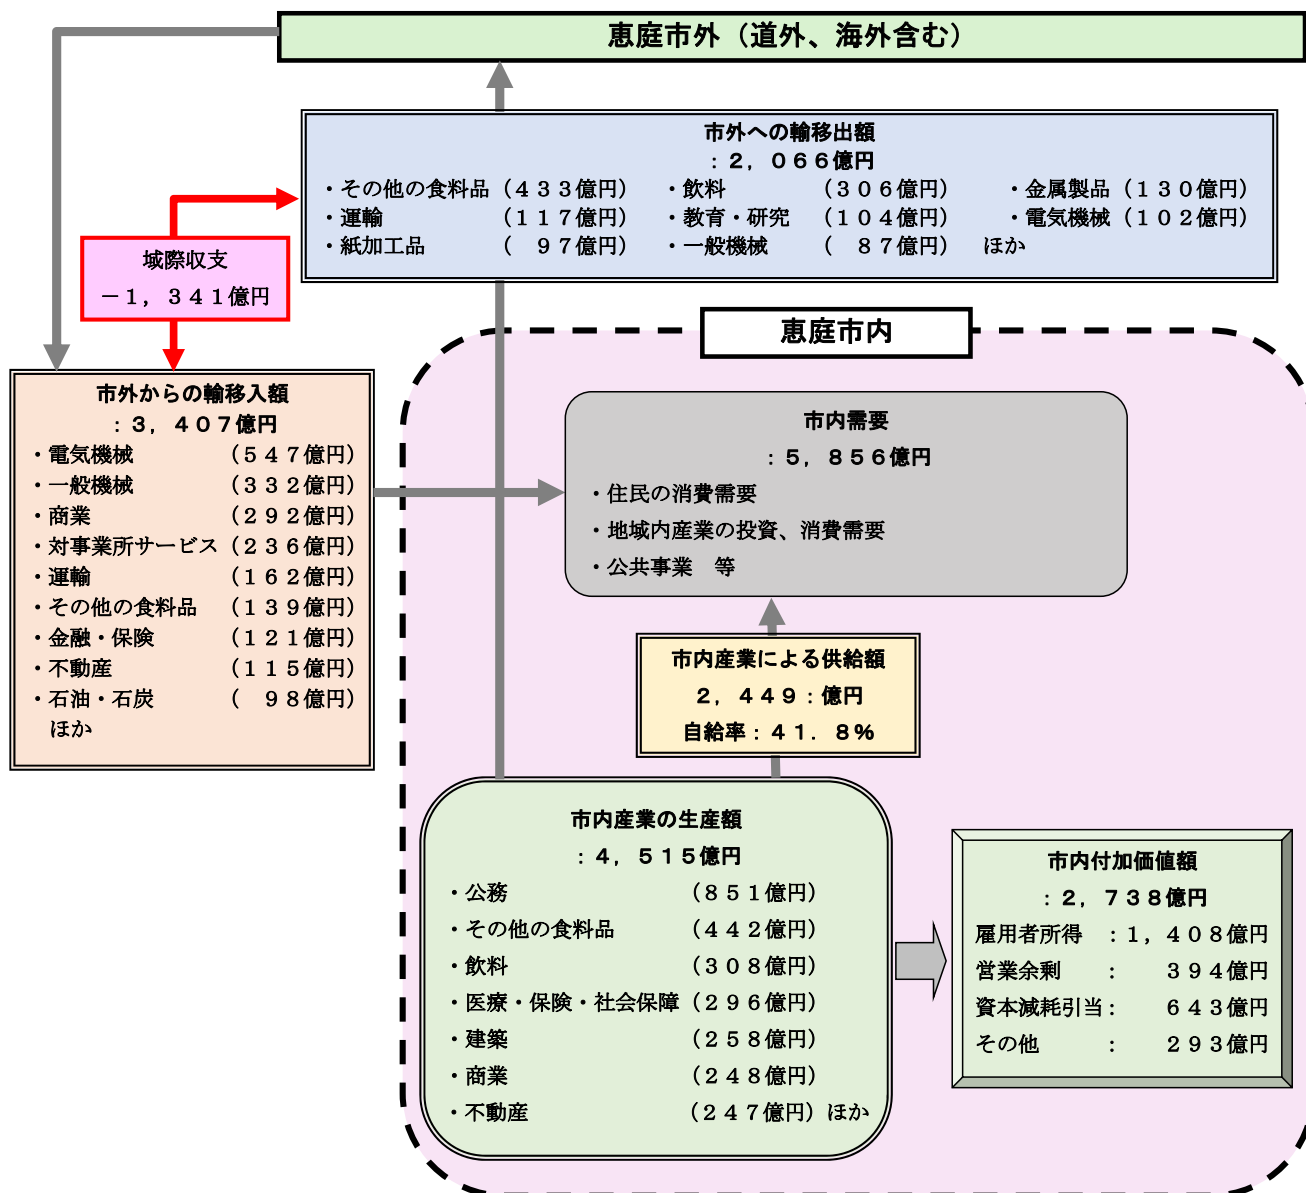 恵庭市外（道外、海外含む）
市外への輸移出額
：２，０６６億円
・その他の食料品（４３３億円）　・飲料　　　　　（３０６億円）　　・金属製品（１３０億円）
・運輸　　　　　　（１１７億円）　・教育・研究　（１０４億円）　　・電気機械（１０２億円）
・紙加工品　　　　（　９７億円）　・一般機械　　（　８７億円）　ほか
域際収支
－１，３４１億円
恵庭市内
市外からの輸移入額
：３，４０７億円
・電気機械　　　　　（５４７億円）
・一般機械　　　　　（３３２億円）
・商業　　　　　　　（２９２億円）
・対事業所サービス（２３６億円）
・運輸　　　　　　　（１６２億円）
・その他の食料品　（１３９億円）
・金融・保険　　　　（１２１億円）
・不動産　　　　　　（１１５億円）
・石油・石炭　　　　（　９８億円）
ほか
市内需要
：５，８５６億円
・住民の消費需要
・地域内産業の投資、消費需要
・公共事業　等
市内産業による供給額
２，４４９：億円
自給率：４１．８％
市内産業の生産額
：４，５１５億円
・公務　　　　　　　　　（８５１億円）
・その他の食料品　　　（４４２億円）
・飲料　　　　　　　　　（３０８億円）
・医療・保険・社会保障（２９６億円）
・建築　　　　　　　　　（２５８億円）
・商業　　　　　　　　　（２４８億円）
・不動産　　　　　　　　（２４７億円）ほか
市内付加価値額
：２，７３８億円
雇用者所得　：１，４０８億円
営業余剰　　：　　３９４億円
資本減耗引当：　　６４３億円
その他　　　：　　２９３億円